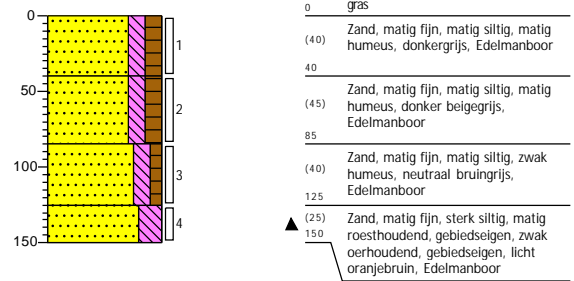 0
50
100
150
1
2
3
4
0
gras
(40)
Zand, matig fijn, matig siltig, matig
humeus, donkergrijs, Edelmanboor
40
(45)
Zand, matig fijn, matig siltig, matig
humeus, donker beigegrijs,
Edelmanboor
85
(40)
Zand, matig fijn, matig siltig, zwak
humeus, neutraal bruingrijs,
Edelmanboor
125
(25)
Zand, matig fijn, sterk siltig, matig
150
roesthoudend, gebiedseigen, zwak
oerhoudend, gebiedseigen, licht
oranjebruin, Edelmanboor